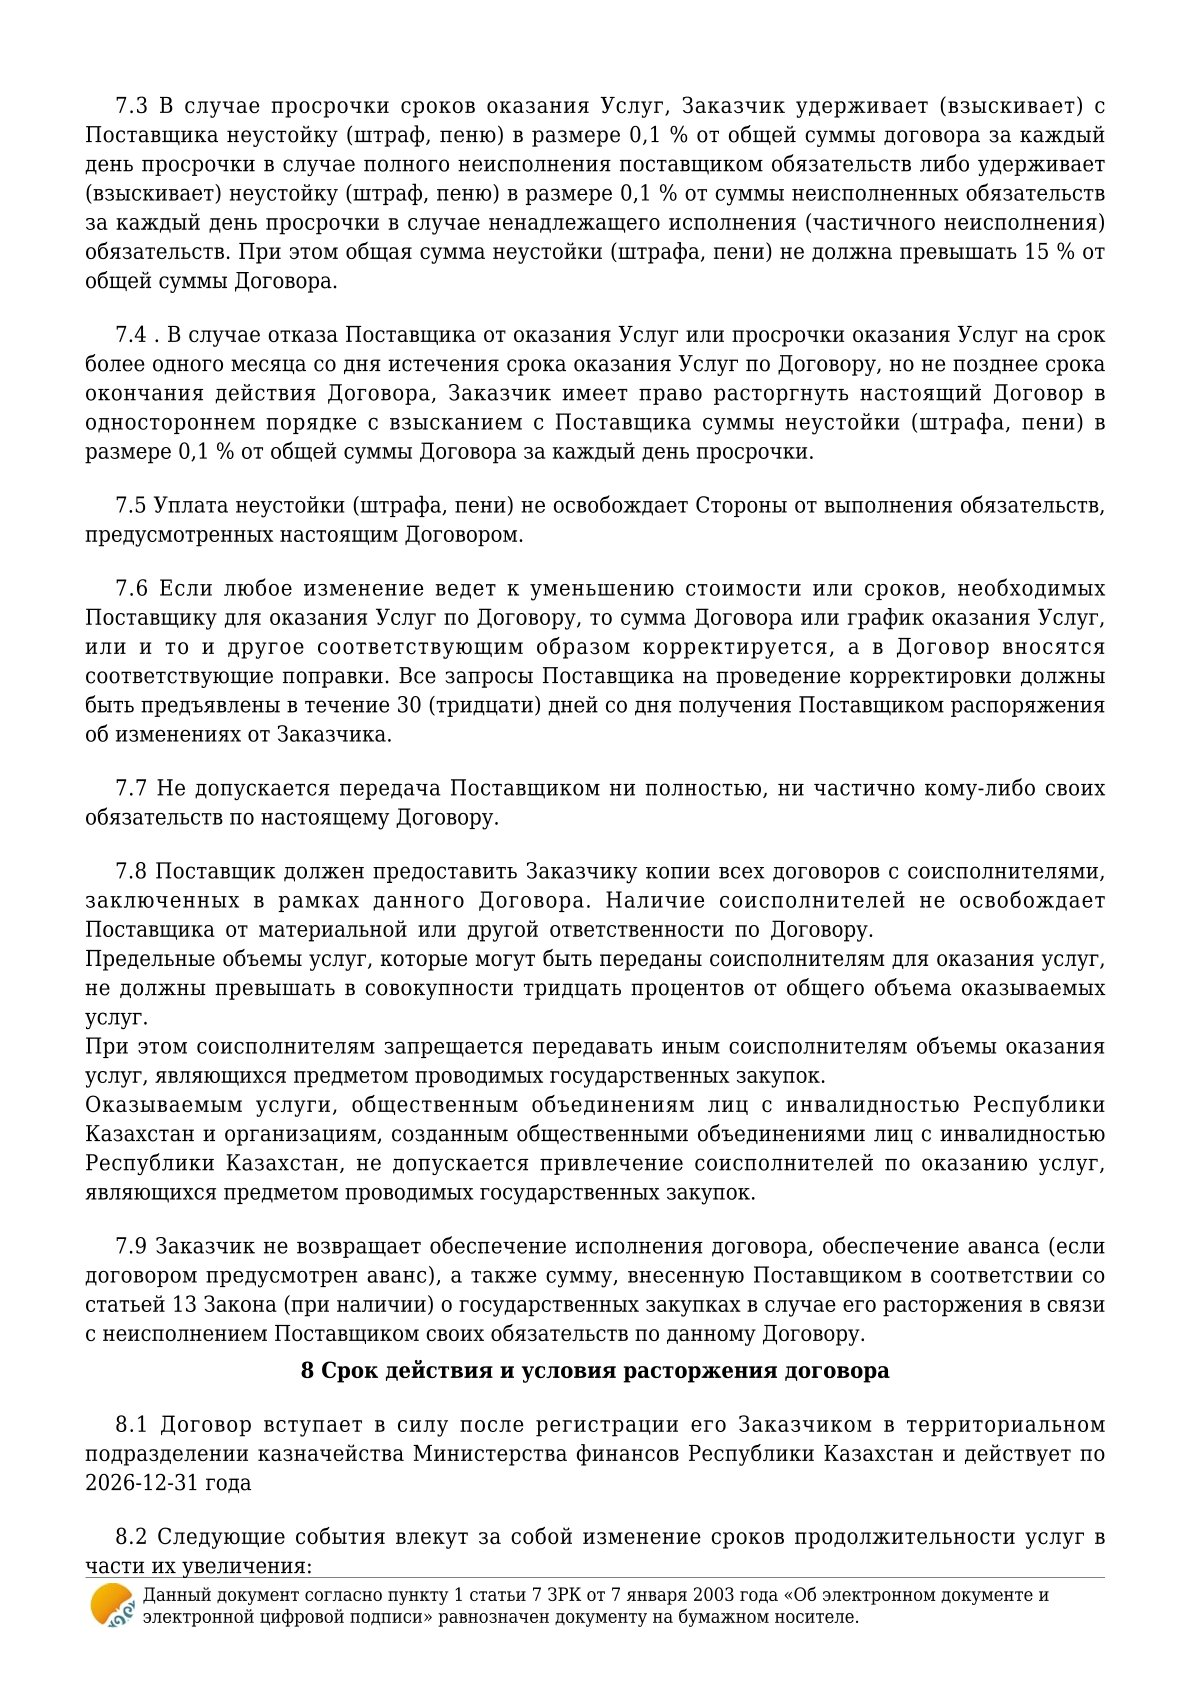 7.3 В случае просрочки сроков оказания Услуг, Заказчик удерживает (взыскивает) с
Поставщика неустойку (штраф, пеню) в размере 0,1 % от общей суммы договора за каждый
день просрочки в случае полного неисполнения поставщиком обязательств либо удерживает
(взыскивает) неустойку (штраф, пеню) в размере 0,1 % от суммы неисполненных обязательств
за каждый день просрочки в случае ненадлежащего исполнения (частичного неисполнения)
обязательств. При этом общая сумма неустойки (штрафа, пени) не должна превышать 15 % от
общей суммы Договора.
7.4 . В случае отказа Поставщика от оказания Услуг или просрочки оказания Услуг на срок
более одного месяца со дня истечения срока оказания Услуг по Договору, но не позднее срока
окончания действия Договора, Заказчик имеет право расторгнуть настоящий Договор в
одностороннем порядке с взысканием с Поставщика суммы неустойки (штрафа, пени) в
размере 0,1 % от общей суммы Договора за каждый день просрочки.
7.5 Уплата неустойки (штрафа, пени) не освобождает Стороны от выполнения обязательств,
предусмотренных настоящим Договором.
7.6 Если любое изменение ведет к уменьшению стоимости или сроков, необходимых
Поставщику для оказания Услуг по Договору, то сумма Договора или график оказания Услуг,
или и то и другое соответствующим образом корректируется, а в Договор вносятся
соответствующие поправки. Все запросы Поставщика на проведение корректировки должны
быть предъявлены в течение 30 (тридцати) дней со дня получения Поставщиком распоряжения
об изменениях от Заказчика.
7.7 Не допускается передача Поставщиком ни полностью, ни частично кому-либо своих
обязательств по настоящему Договору.
7.8 Поставщик должен предоставить Заказчику копии всех договоров с соисполнителями,
заключенных в рамках данного Договора. Наличие соисполнителей не освобождает
Поставщика от материальной или другой ответственности по Договору.
Предельные объемы услуг, которые могут быть переданы соисполнителям для оказания услуг,
не должны превышать в совокупности тридцать процентов от общего объема оказываемых
услуг.
При этом соисполнителям запрещается передавать иным соисполнителям объемы оказания
услуг, являющихся предметом проводимых государственных закупок.
Оказываемым услуги, общественным объединениям лиц с инвалидностью Республики
Казахстан и организациям, созданным общественными объединениями лиц с инвалидностью
Республики Казахстан, не допускается привлечение соисполнителей по оказанию услуг,
являющихся предметом проводимых государственных закупок.
7.9 Заказчик не возвращает обеспечение исполнения договора, обеспечение аванса (если
договором предусмотрен аванс), а также сумму, внесенную Поставщиком в соответствии со
статьей 13 Закона (при наличии) о государственных закупках в случае его расторжения в связи
с неисполнением Поставщиком своих обязательств по данному Договору.
8 Срок действия и условия расторжения договора
8.1 Договор вступает в силу после регистрации его Заказчиком в территориальном
подразделении казначейства Министерства финансов Республики Казахстан и действует по
2026-12-31 года
8.2 Следующие события влекут за собой изменение сроков продолжительности услуг в
части их увеличения:
Данный документ согласно пункту 1 статьи 7 ЗРК от 7 января 2003 года «Об электронном документе и
электронной цифровой подписи» равнозначен документу на бумажном носителе.